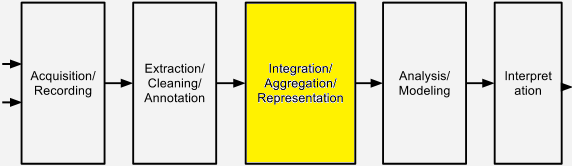 Acquisition/
Recording
Extraction/
Cleaning/
Annotation
Integration/
Aggregation/
Representation
Analysis/
Modeling
Interpret
ation